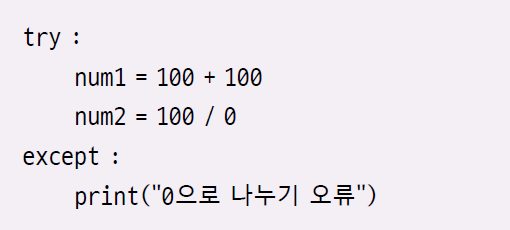 try :
    num1 = 100 + 100
    num2 = 100 / 0
except :
    print("0으로 나누기 오류")